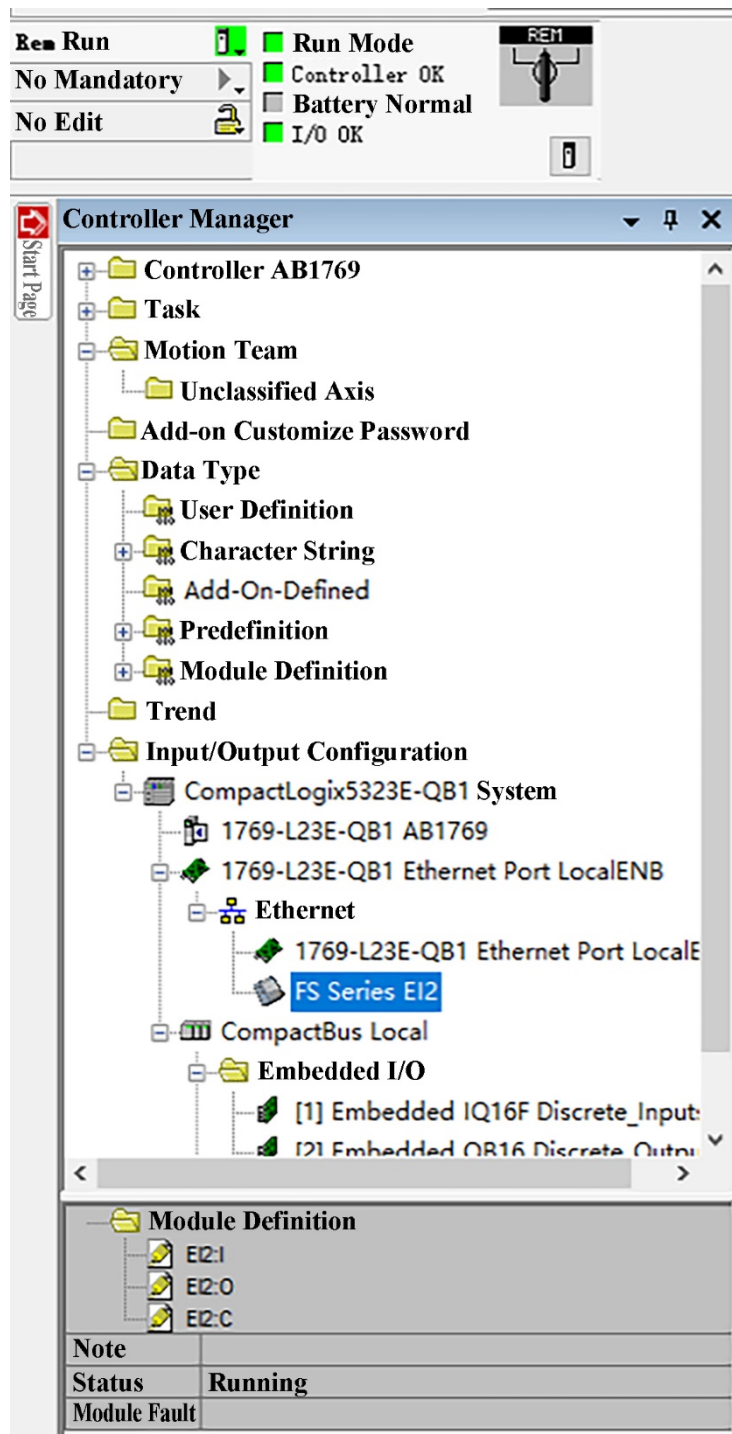 Rem Run
Run Mode
REM
No Mandatory
Controller OK
Battery Normal
No Edit
I/O OK
Start Page
Controller Manager
Controller AB1769
Task
Motion Team
Unclassified Axis
Add-on Customize Password
Data Type
User Definition
Character String
Add-On-Defined
Predefinition
Module Definition
Trend
Input/Output Configuration
CompactLogix5323E-QB1 System
1769-L23E-QB1 AB1769
1769-L23E-QB1 Ethernet Port LocalENB
Ethernet
1769-L23E-QB1 Ethernet Port LocalE
FS Series EI2
CompactBus Local
Embedded I/O
[1] Embedded IQ16F Discrete_Inputs
[2] Embedded OB16 Discrete_Outpu
Module Definition
EI2:I
EI2:O
EI2:C
Note
Status Running
Module Fault